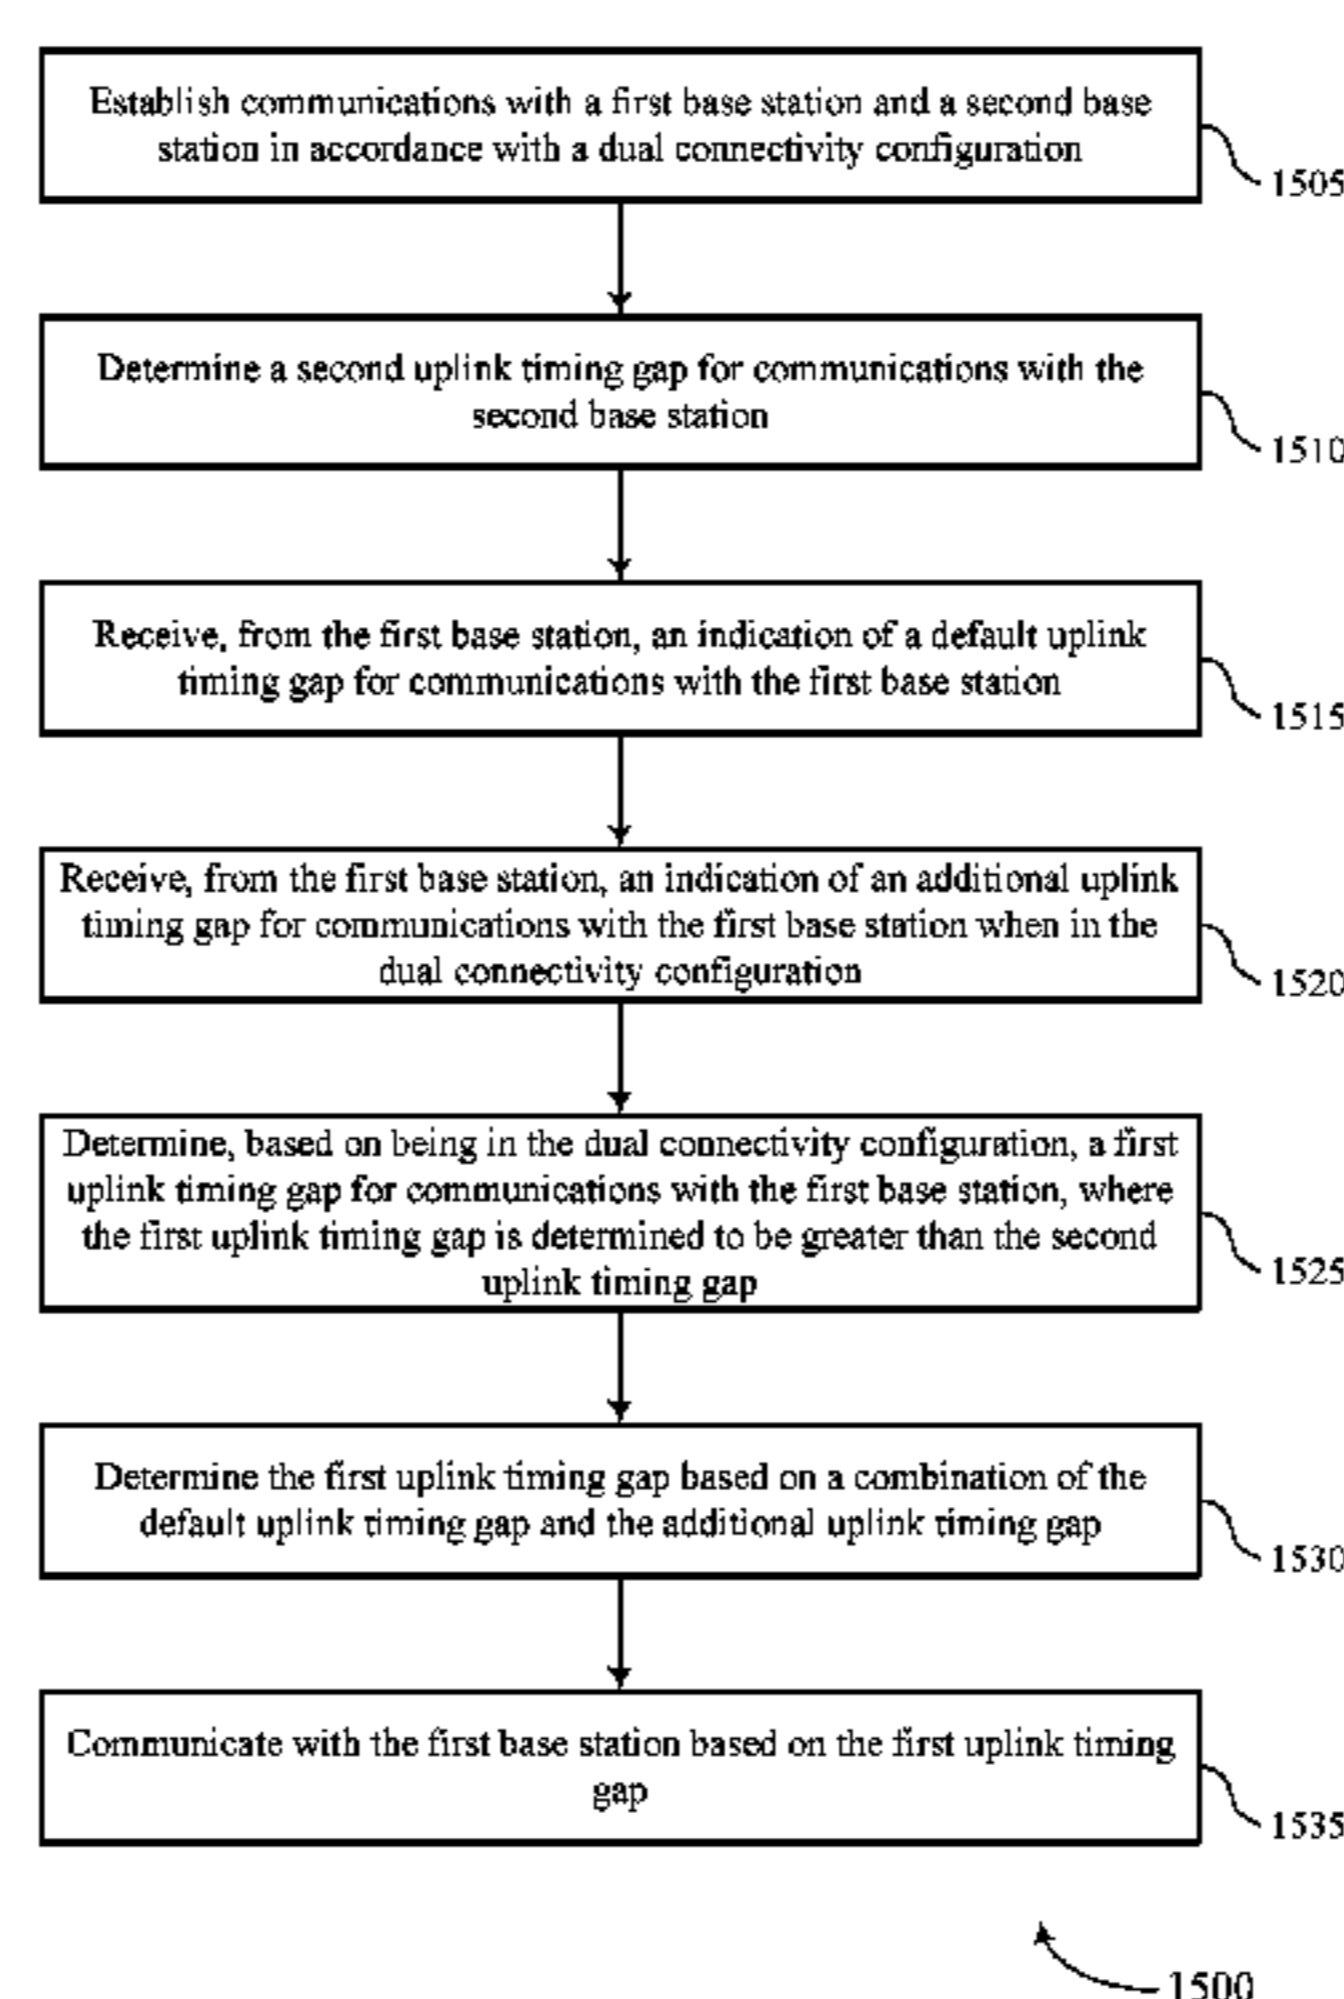 Establish communications with a first base station and a second base
station in accordance with a dual connectivity configuration
1505
Determine a second uplink timing gap for communications with the
second base station
1510
Receive, from the first base station, an indication of a default uplink
timing gap for communications with the first base station
1515
Receive, from the first base station, an indication of an additional uplink
timing gap for communications with the first base station when in the
dual connectivity configuration
1520
Determine, based on being in the dual connectivity configuration, a first
uplink timing gap for communications with the first base station, where
the first uplink timing gap is determined to be greater than the second
uplink timing gap
1525
Determine the first uplink timing gap based on a combination of the
default uplink timing gap and the additional uplink timing gap
1530
Communicate with the first base station based on the first uplink timing
gap
1535
1500